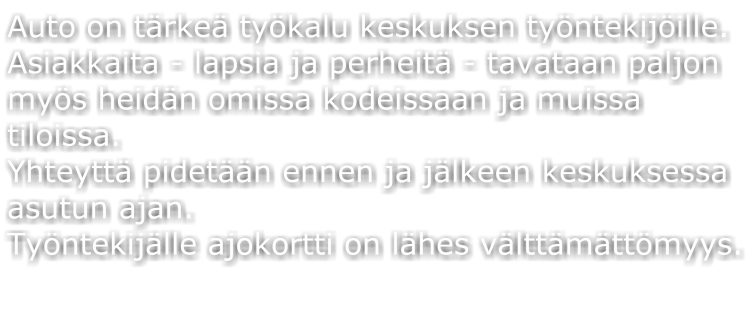 Auto on tärkeä työkalu keskuksen työntekijöille.
Asiakkaita - lapsia ja perheitä - tavataan paljon
myös heidän omissa kodeissaan ja muissa
tiloissa.
Yhteyttä pidetään ennen ja jälkeen keskuksessa
asutun ajan.
Työntekijälle ajokortti on lähes välttämättömyys.